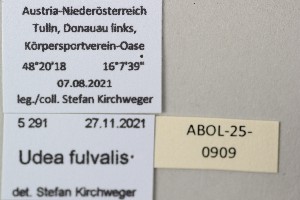 Austria-Niederösterreich
Tulln, Donauau links,
Körpersportverein-Oase
48°20'18 16°7'39"
07.08.2021
leg./coll. Stefan Kirchweger
5 291 27.11.2021
Udea fulvalis
det. Stefan Kirchweger
ABOL-25-
0909